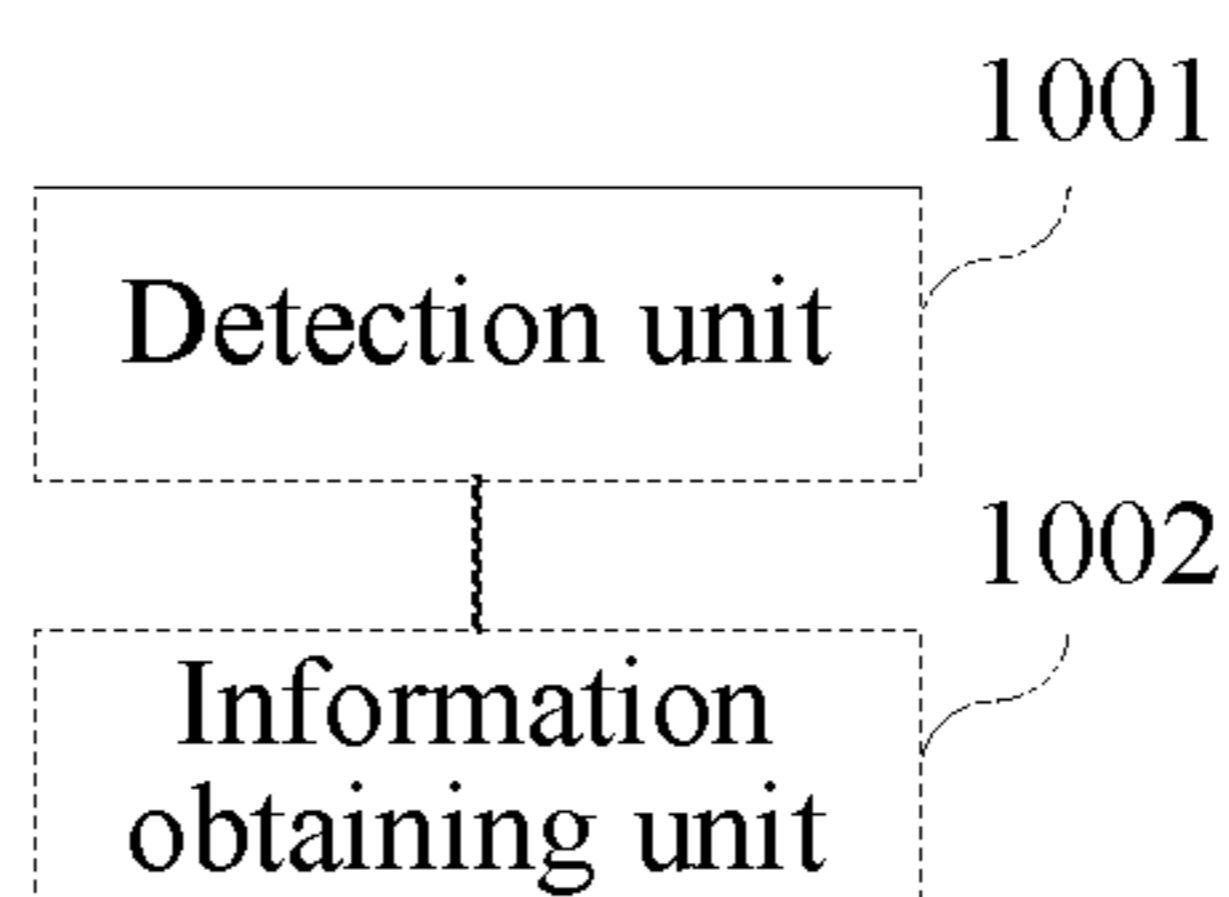 1001
Detection unit
1002
Information
obtaining unit